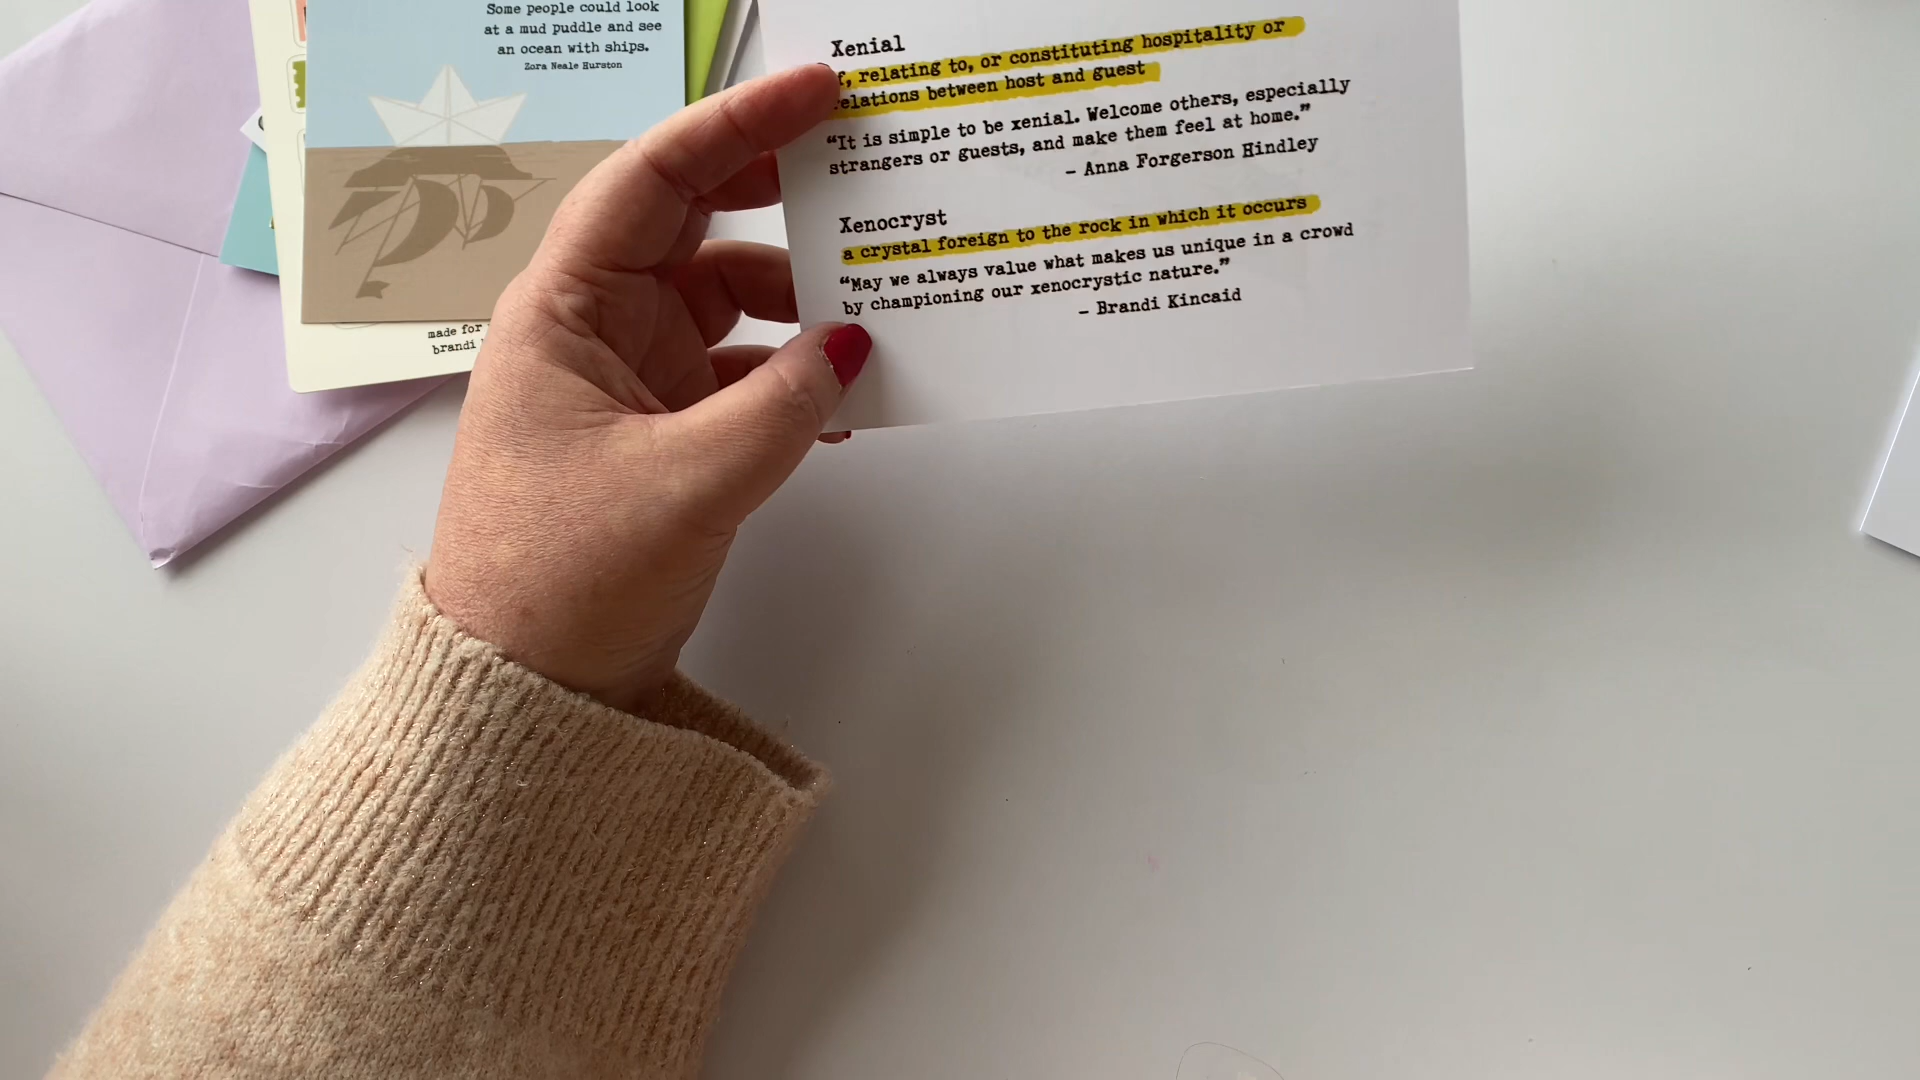 Some people could look
at a mud puddle and see
an ocean with ships.
Zora Neale Hurston
made for
brandi
Xenial
relating to, or constituting hospitality or
relations between host and guest
“It is simple to be xenial. Welcome others, especially
strangers or guests, and make them feel at home.”
– Anna Forgerson Hindley
Xenocryst
a crystal foreign to the rock in which it occurs
“May we always value what makes us unique in a crowd
by championing our xenocrystic nature.”
– Brandi Kincaid